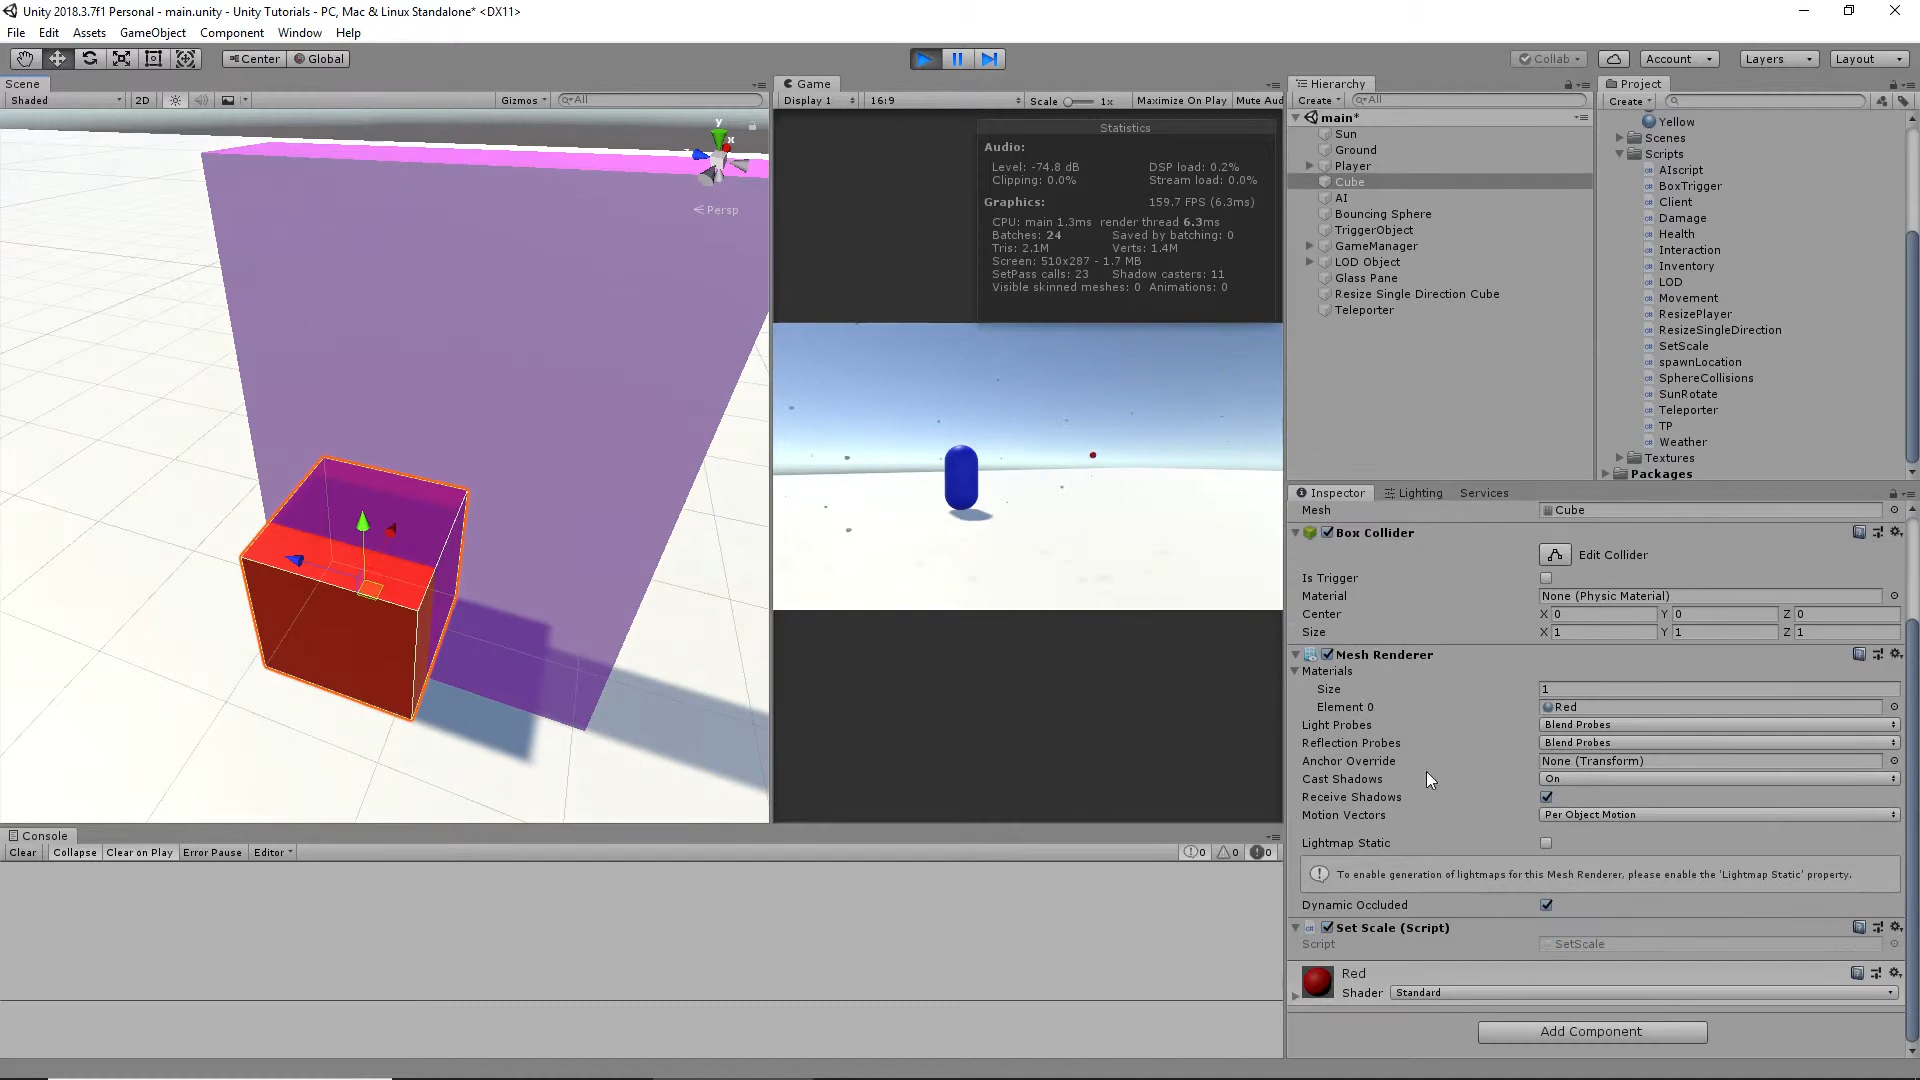 Unity 2018.3.7f1 Personal - main.unity - Unity Tutorials - PC, Mac & Linux Standalone* <DX11>
File Edit Assets GameObject Component Window Help
Center Global
Collab Account Layers Layout
Scene
Shaded 2D Gizmos All
y
x
Persp
Game
Display 1 16:9 Scale 1x Maximize On Play Mute Aud
Statistics
Audio:
Level: -74.8 dB DSP load: 0.2%
Clipping: 0.0% Stream load: 0.0%
Graphics: 159.7 FPS (6.3ms)
CPU: main 1.3ms render thread 6.3ms
Batches: 24 Saved by batching: 0
Tris: 2.1M Verts: 1.4M
Screen: 510x287 - 1.7 MB
SetPass calls: 23 Shadow casters: 11
Visible skinned meshes: 0 Animations: 0
Hierarchy
Create All
main*
Sun
Ground
Player
Cube
AI
Bouncing Sphere
TriggerObject
GameManager
LOD Object
Glass Pane
Resize Single Direction Cube
Teleporter
Project
Create
Yellow
Scenes
Scripts
AIscript
BoxTrigger
Client
Damage
Health
Interaction
Inventory
LOD
Movement
ResizePlayer
ResizeSingleDirection
SetScale
spawnLocation
SphereCollisions
SunRotate
Teleporter
TP
Weather
Textures
Packages
Inspector Lighting Services
Mesh Cube
Box Collider
Edit Collider
Is Trigger
Material None (Physic Material)
Center X 0 Y 0 Z 0
Size X 1 Y 1 Z 1
Mesh Renderer
Materials
Size 1
Element 0 Red
Light Probes Blend Probes
Reflection Probes Blend Probes
Anchor Override None (Transform)
Cast Shadows On
Receive Shadows
Motion Vectors Per Object Motion
Lightmap Static
To enable generation of lightmaps for this Mesh Renderer, please enable the 'Lightmap Static' property.
Dynamic Occluded
Set Scale (Script)
Script SetScale
Red
Shader Standard
Add Component
Console
Clear Collapse Clear on Play Error Pause Editor 0 0 0